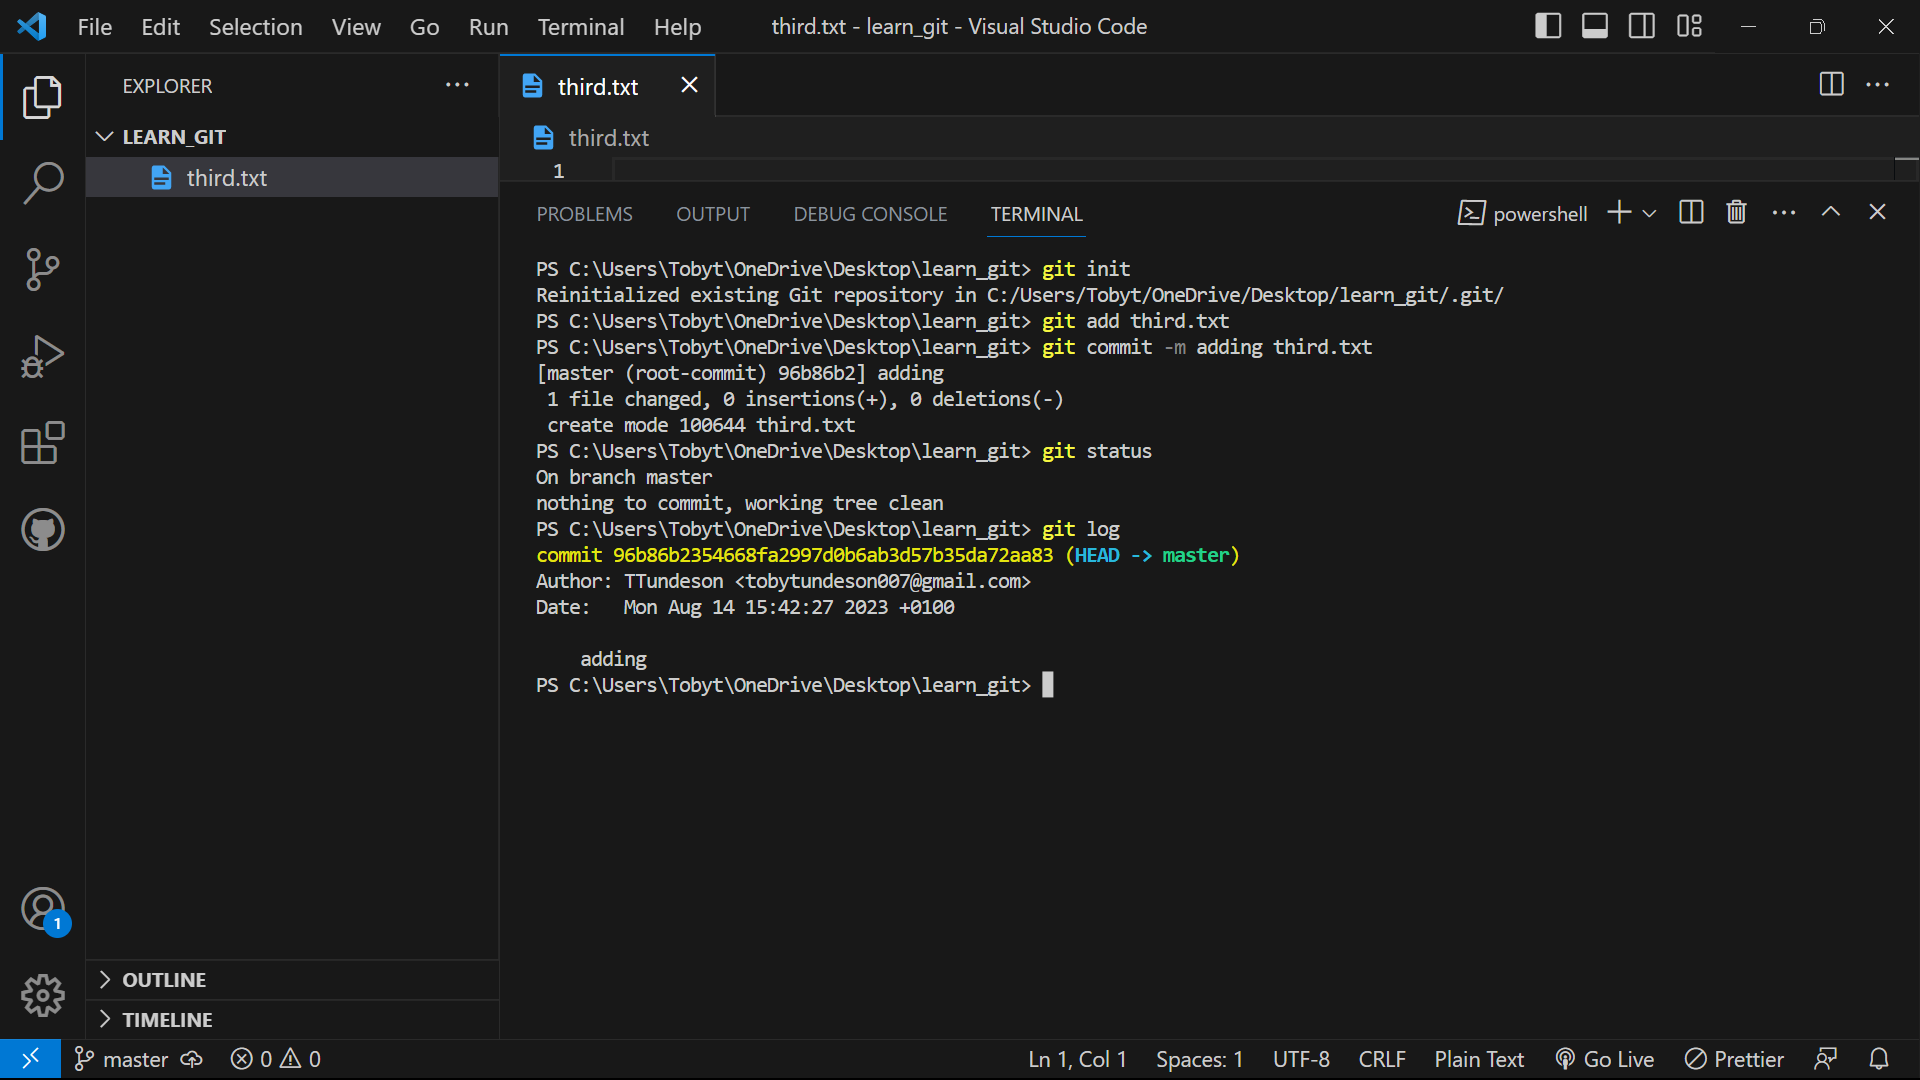 File Edit Selection View Go Run Terminal Help third.txt - learn_git - Visual Studio Code
EXPLORER
LEARN_GIT
third.txt
OUTLINE
TIMELINE
third.txt
third.txt
1
PROBLEMS OUTPUT DEBUG CONSOLE TERMINAL powershell
PS C:\Users\Tobyt\OneDrive\Desktop\learn_git> git init
Reinitialized existing Git repository in C:/Users/Tobyt/OneDrive/Desktop/learn_git/.git/
PS C:\Users\Tobyt\OneDrive\Desktop\learn_git> git add third.txt
PS C:\Users\Tobyt\OneDrive\Desktop\learn_git> git commit -m adding third.txt
[master (root-commit) 96b86b2] adding
 1 file changed, 0 insertions(+), 0 deletions(-)
 create mode 100644 third.txt
PS C:\Users\Tobyt\OneDrive\Desktop\learn_git> git status
On branch master
nothing to commit, working tree clean
PS C:\Users\Tobyt\OneDrive\Desktop\learn_git> git log
commit 96b86b2354668fa2997d0b6ab3d57b35da72aa83 (HEAD -> master)
Author: TTundeson <tobytundeson007@gmail.com>
Date:   Mon Aug 14 15:42:27 2023 +0100
    adding
PS C:\Users\Tobyt\OneDrive\Desktop\learn_git>
1
master 0 0 Ln 1, Col 1 Spaces: 1 UTF-8 CRLF Plain Text Go Live Prettier